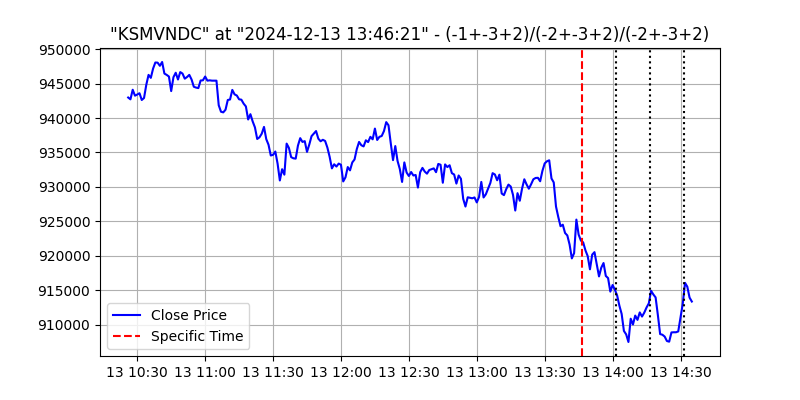 "KSMVNDC" at "2024-12-13 13:46:21" - (-1+-3+2)/(-2+-3+2)/(-2+-3+2)
950000
945000
940000
935000
930000
925000
920000
915000
910000
Close Price
Specific Time
13 10:30 13 11:00 13 11:30 13 12:00 13 12:30 13 13:00 13 13:30 13 14:00 13 14:30